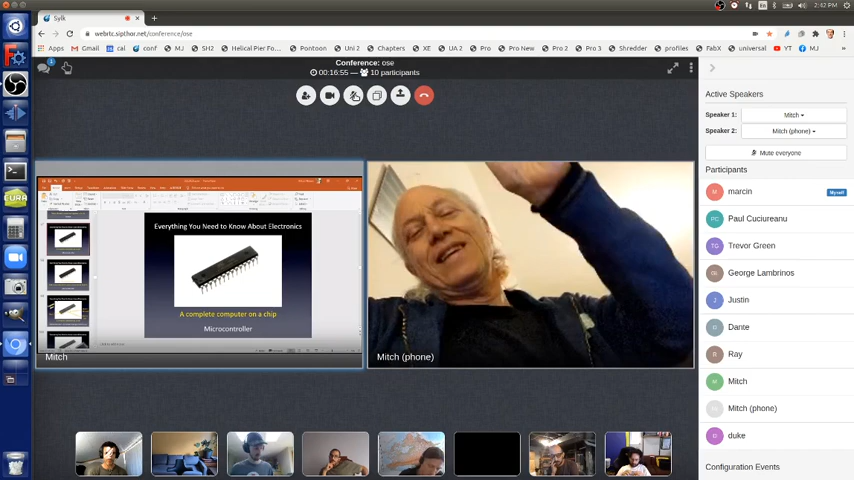 2:42 PM
Sylk
webrtc.sipthor.net/conference/ose
Apps
Gmail
cal
conf
MJ
SH2
Helical Pier Fo...
Pontoon
Uni 2
Chapters
XE
UA 2
Pro
Pro New
Pro 2
Pro 3
Shredder
profiles
FabX
universal
YT
MJ
Conference: ose
00:16:55 — 10 participants
Active Speakers
Speaker 1:
Mitch
Speaker 2:
Mitch (phone)
Mute everyone
Participants
M
marcin
Myself
PC
Paul Cuciureanu
TG
Trevor Green
GL
George Lambrinos
J
Justin
D
Dante
R
Ray
M
Mitch
Mitch (phone)
D
duke
Configuration Events
Everything You Need to Know About Electronics
A complete computer on a chip
Microcontroller
Mitch
Mitch (phone)
CURA